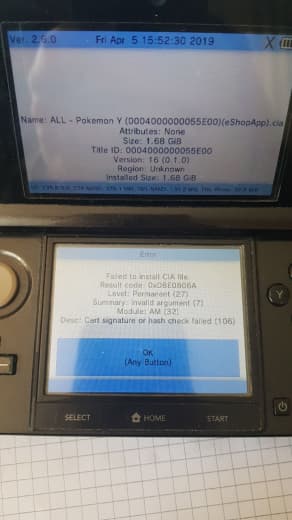 Ver. 2.6.0 Fri Apr 5 15:52:30 2019
Name: ALL - Pokemon Y (0004000000055E00)(eShopApp).cia
Attributes: None
Size: 1.68 GiB
Title ID: 0004000000055E00
Version: 16 (0.1.0)
Region: Unknown
Installed Size: 1.68 GiB
Error
Failed to install CIA file.
Result code: 0xD8E0806A
Level: Permanent (27)
Summary: Invalid argument (7)
Module: AM (32)
Desc: Cert signature or hash check failed (106)
OK
(Any Button)
Y
SELECT HOME START